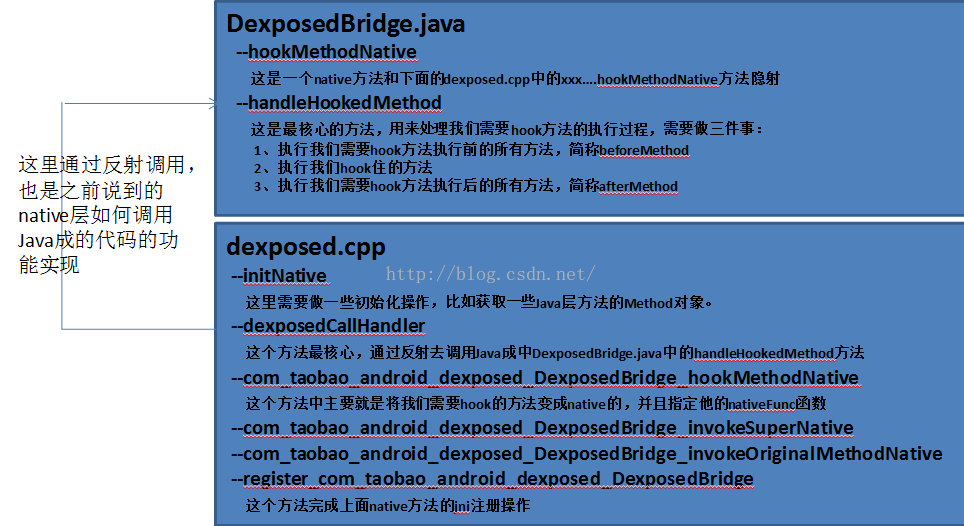 DexposedBridge.java
--hookMethodNative
这是一个native方法和下面的dexposed.cpp中的xxx....hookMethodNative方法隐射
--handleHookedMethod
这是最核心的方法，用来处理我们需要hook方法的执行过程，需要做三件事：
1、执行我们需要hook方法执行前的所有方法，简称beforeMethod
2、执行我们hook住的方法
3、执行我们需要hook方法执行后的所有方法，简称afterMethod
这里通过反射调用，
也是之前说到的
native层如何调用
Java成的代码的功
能实现
dexposed.cpp
http://blog.csdn.net/
--initNative
这里需要做一些初始化操作，比如获取一些Java层方法的Method对象。
--dexposedCallHandler
这个方法最核心，通过反射去调用Java成中DexposedBridge.java中的handleHookedMethod方法
--com_taobao_android_dexposed_DexposedBridge_hookMethodNative
这个方法中主要就是将我们需要hook的方法变成native的，并且指定他的nativeFunc函数
--com_taobao_android_dexposed_DexposedBridge_invokeSuperNative
--com_taobao_android_dexposed_DexposedBridge_invokeOriginalMethodNative
--register_com_taobao_android_dexposed_DexposedBridge
这个方法完成上面native方法的jni注册操作